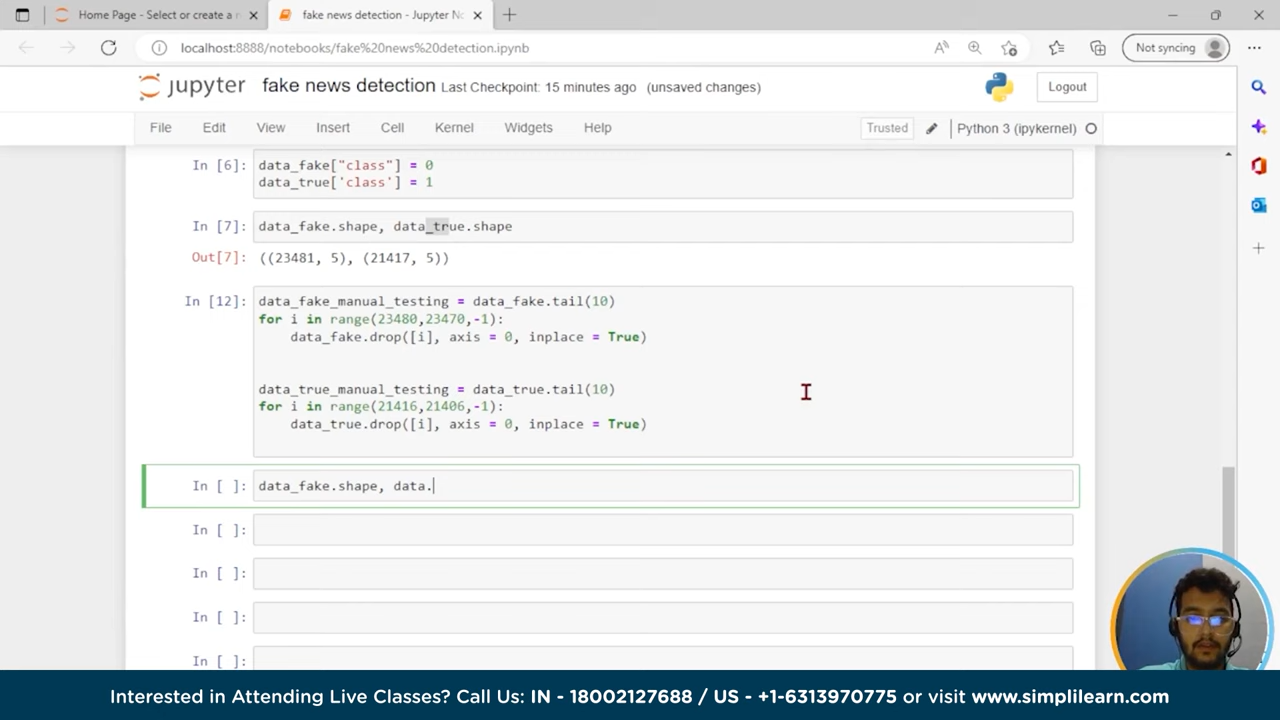 Home Page - Select or create a n
fake news detection - Jupyter No
localhost:8888/notebooks/fake%20news%20detection.ipynb
Not syncing
jupyter fake news detection Last Checkpoint: 15 minutes ago (unsaved changes)
Logout
File Edit View Insert Cell Kernel Widgets Help
Trusted
Python 3 (ipykernel)
In [6]: data_fake["class"] = 0
data_true['class'] = 1
In [7]: data_fake.shape, data_true.shape
Out[7]: ((23481, 5), (21417, 5))
In [12]: data_fake_manual_testing = data_fake.tail(10)
for i in range(23480,23470,-1):
data_fake.drop([i], axis = 0, inplace = True)
data_true_manual_testing = data_true.tail(10)
for i in range(21416,21406,-1):
data_true.drop([i], axis = 0, inplace = True)
In [ ]: data_fake.shape, data.
In [ ]:
In [ ]:
In [ ]:
In [ ]:
Interested in Attending Live Classes? Call Us: IN - 18002127688 / US - +1-6313970775 or visit www.simplilearn.com